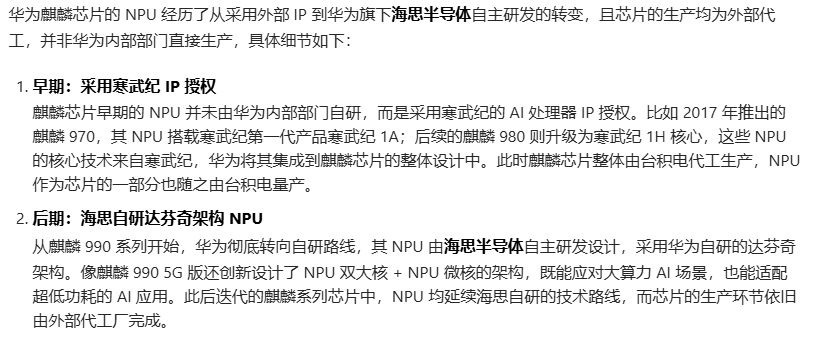 华为麒麟芯片的 NPU 经历了从采用外部 IP 到华为旗下海思半导体自主研发的转变，且芯片的生产均为外部代
工，并非华为内部部门直接生产，具体细节如下：
1. 早期：采用寒武纪 IP 授权
麒麟芯片早期的 NPU 并未由华为内部部门自研，而是采用寒武纪的 AI 处理器 IP 授权。比如 2017 年推出的
麒麟 970，其 NPU 搭载寒武纪第一代产品寒武纪 1A；后续的麒麟 980 则升级为寒武纪 1H 核心，这些 NPU
的核心技术来自寒武纪，华为将其集成到麒麟芯片的整体设计中。此时麒麟芯片整体由台积电代工生产，NPU
作为芯片的一部分也随之由台积电量产。
2. 后期：海思自研达芬奇架构 NPU
从麒麟 990 系列开始，华为彻底转向自研路线，其 NPU 由海思半导体自主研发设计，采用华为自研的达芬奇
架构。像麒麟 990 5G 版还创新设计了 NPU 双大核 + NPU 微核的架构，既能应对大算力 AI 场景，也能适配
超低功耗的 AI 应用。此后迭代的麒麟系列芯片中，NPU 均延续海思自研的技术路线，而芯片的生产环节依旧
由外部代工厂完成。